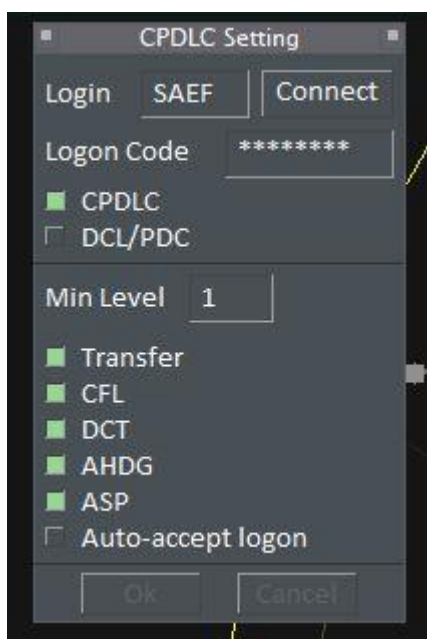 CPDLC Setting
Login SAEF Connect
Logon Code ********
CPDLC
DCL/PDC
Min Level 1
Transfer
CFL
DCT
AHDG
ASP
Auto-accept logon
Ok Cancel